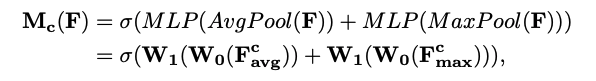 M_c(F) = σ(MLP(AvgPool(F)) + MLP(MaxPool(F)))
= σ(W_1(W_0(F^c_avg)) + W_1(W_0(F^c_max))),